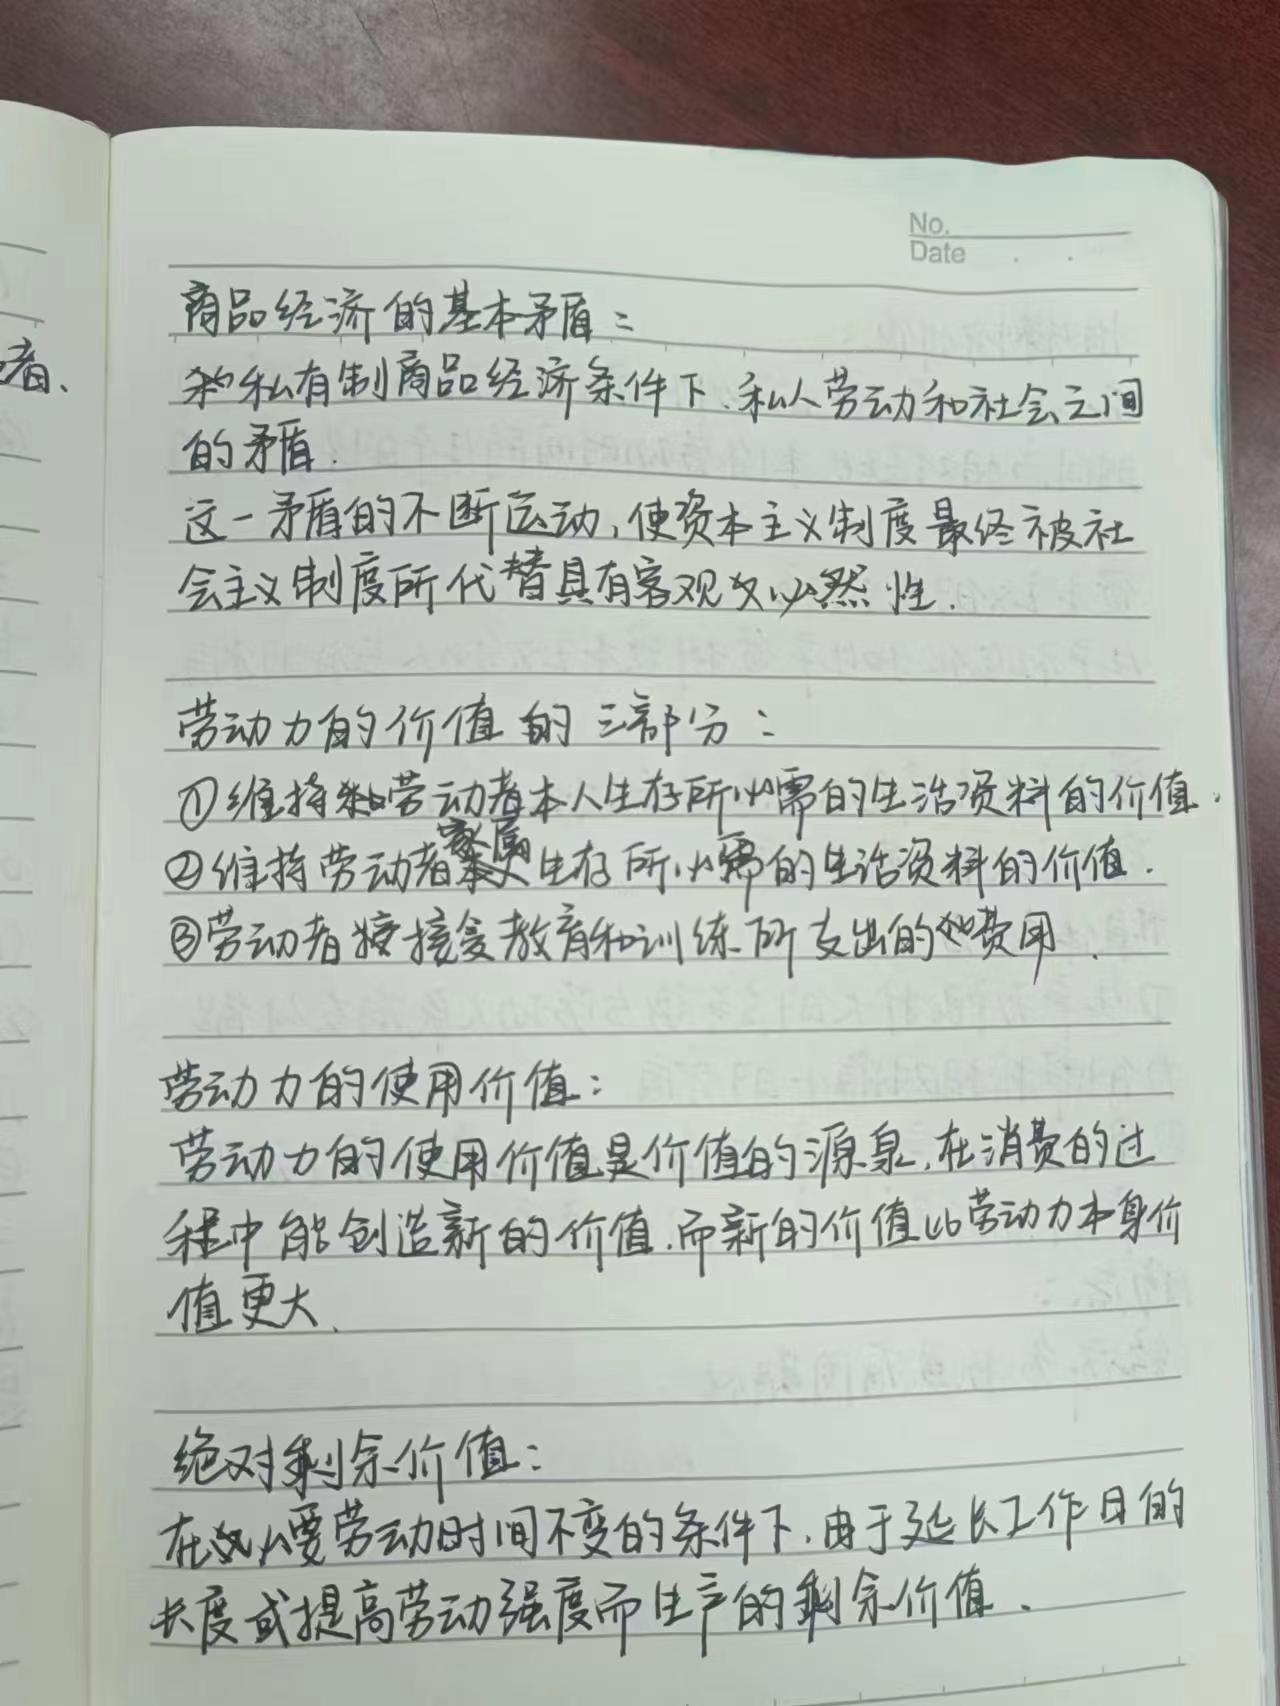 No.
Date
者、
商品经济的基本矛盾：
私有制商品经济条件下、私人劳动和社会之间
的矛盾.
这一矛盾的不断运动，使资本主义制度最终被社
会主义制度所代替具有客观必然性.
劳动力的价值的三部分：
①维持劳动者本人生存所必需的生活资料的价值.
②维持劳动者家属生存所必需的生活资料的价值.
③劳动者接受教育和训练所支出的费用.
劳动力的使用价值：
劳动力的使用价值是价值的源泉，在消费的过
程中能创造新的价值.而新的价值比劳动力本身价
值更大.
绝对剩余价值：
在必要劳动时间不变的条件下.由于延长工作日的
长度或提高劳动强度而生产的剩余价值.